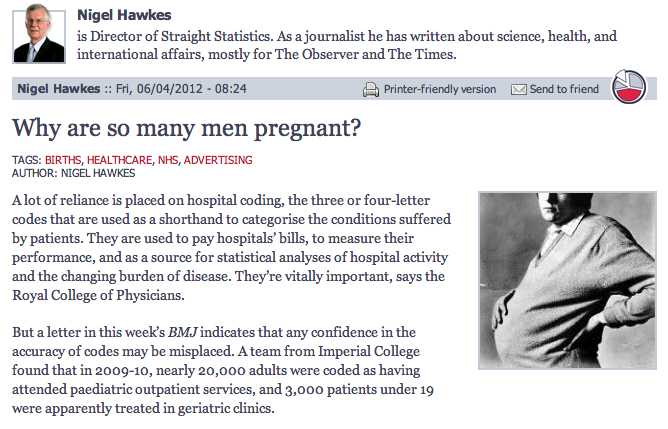 Nigel Hawkes
is Director of Straight Statistics. As a journalist he has written about science, health, and
international affairs, mostly for The Observer and The Times.
Nigel Hawkes :: Fri, 06/04/2012 - 08:24
Printer-friendly version
Send to friend
Why are so many men pregnant?
TAGS: BIRTHS, HEALTHCARE, NHS, ADVERTISING
AUTHOR: NIGEL HAWKES
A lot of reliance is placed on hospital coding, the three or four-letter
codes that are used as a shorthand to categorise the conditions suffered
by patients. They are used to pay hospitals' bills, to measure their
performance, and as a source for statistical analyses of hospital activity
and the changing burden of disease. They're vitally important, says the
Royal College of Physicians.
But a letter in this week's BMJ indicates that any confidence in the
accuracy of codes may be misplaced. A team from Imperial College
found that in 2009-10, nearly 20,000 adults were coded as having
attended paediatric outpatient services, and 3,000 patients under 19
were apparently treated in geriatric clinics.